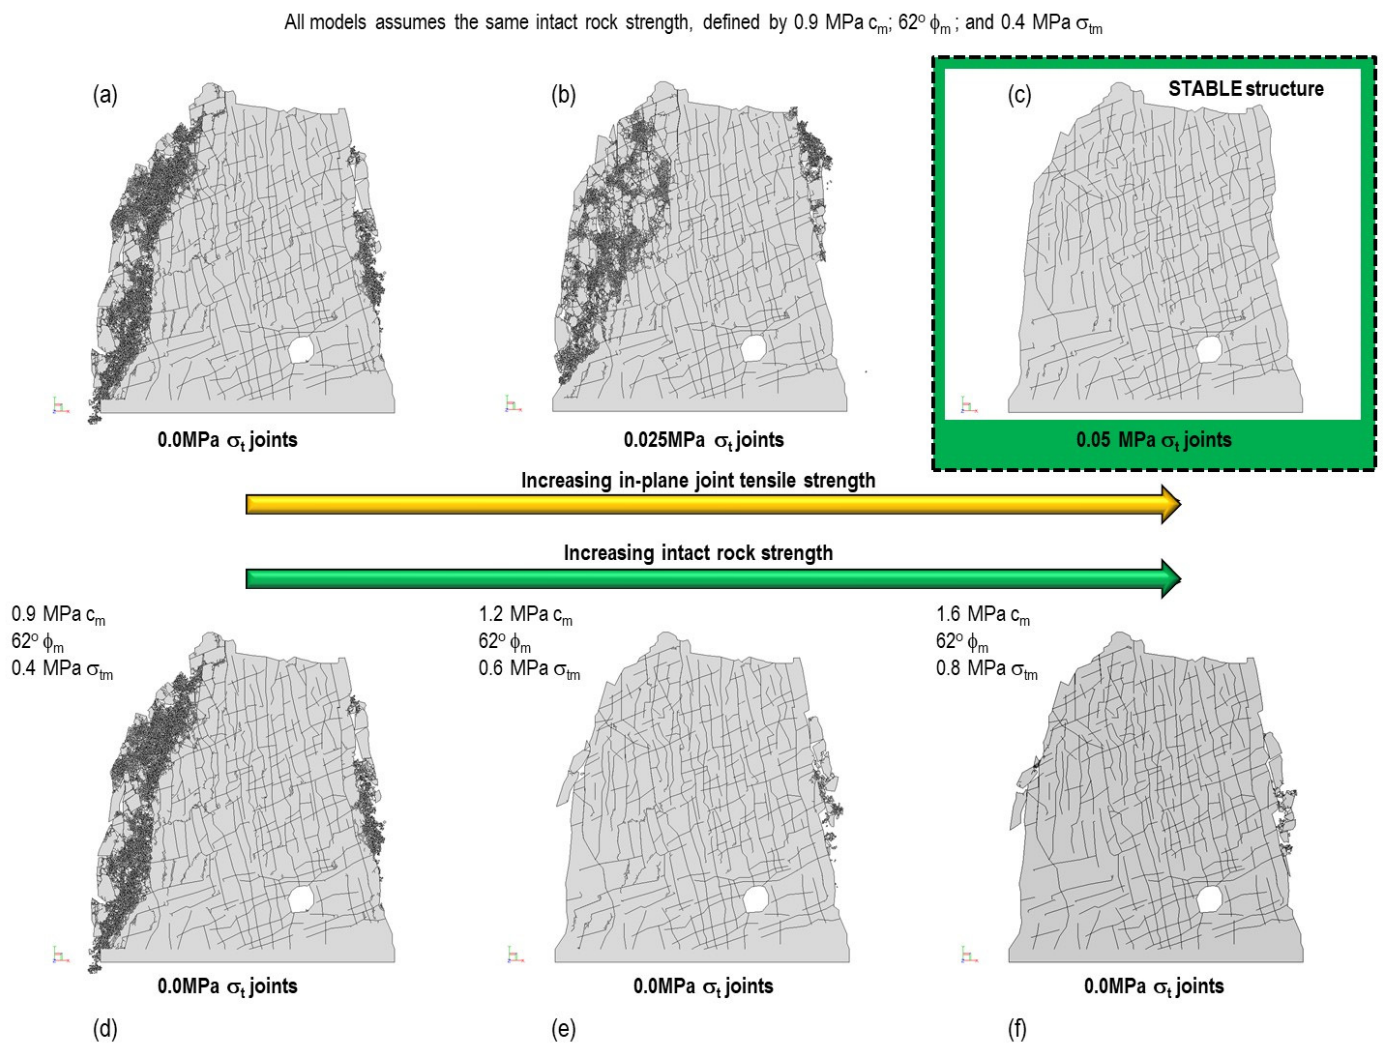 All models assumes the same intact rock strength, defined by 0.9 MPa cm; 62° ϕm; and 0.4 MPa σtm
(a)
(b)
(c)
STABLE structure
0.0MPa σt joints
0.025MPa σt joints
0.05 MPa σt joints
Increasing in-plane joint tensile strength
Increasing intact rock strength
0.9 MPa cm
62° ϕm
0.4 MPa σtm
1.2 MPa cm
62° ϕm
0.6 MPa σtm
1.6 MPa cm
62° ϕm
0.8 MPa σtm
0.0MPa σt joints
0.0MPa σt joints
0.0MPa σt joints
(d)
(e)
(f)